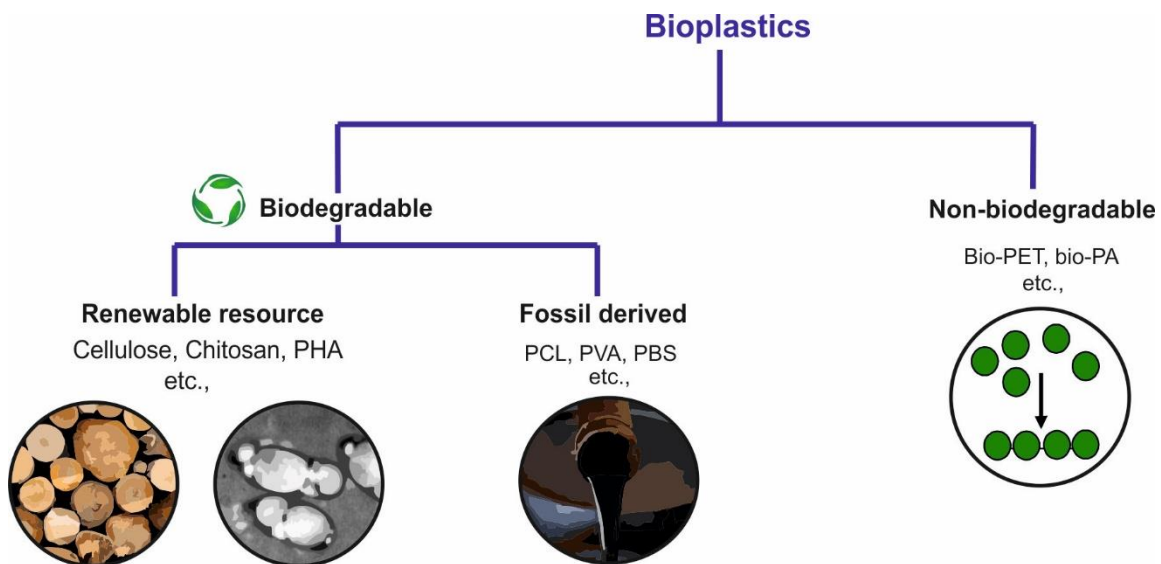 Bioplastics
Biodegradable
Non-biodegradable
Bio-PET, bio-PA
etc.,
Renewable resource
Cellulose, Chitosan, PHA
etc.,
Fossil derived
PCL, PVA, PBS
etc.,